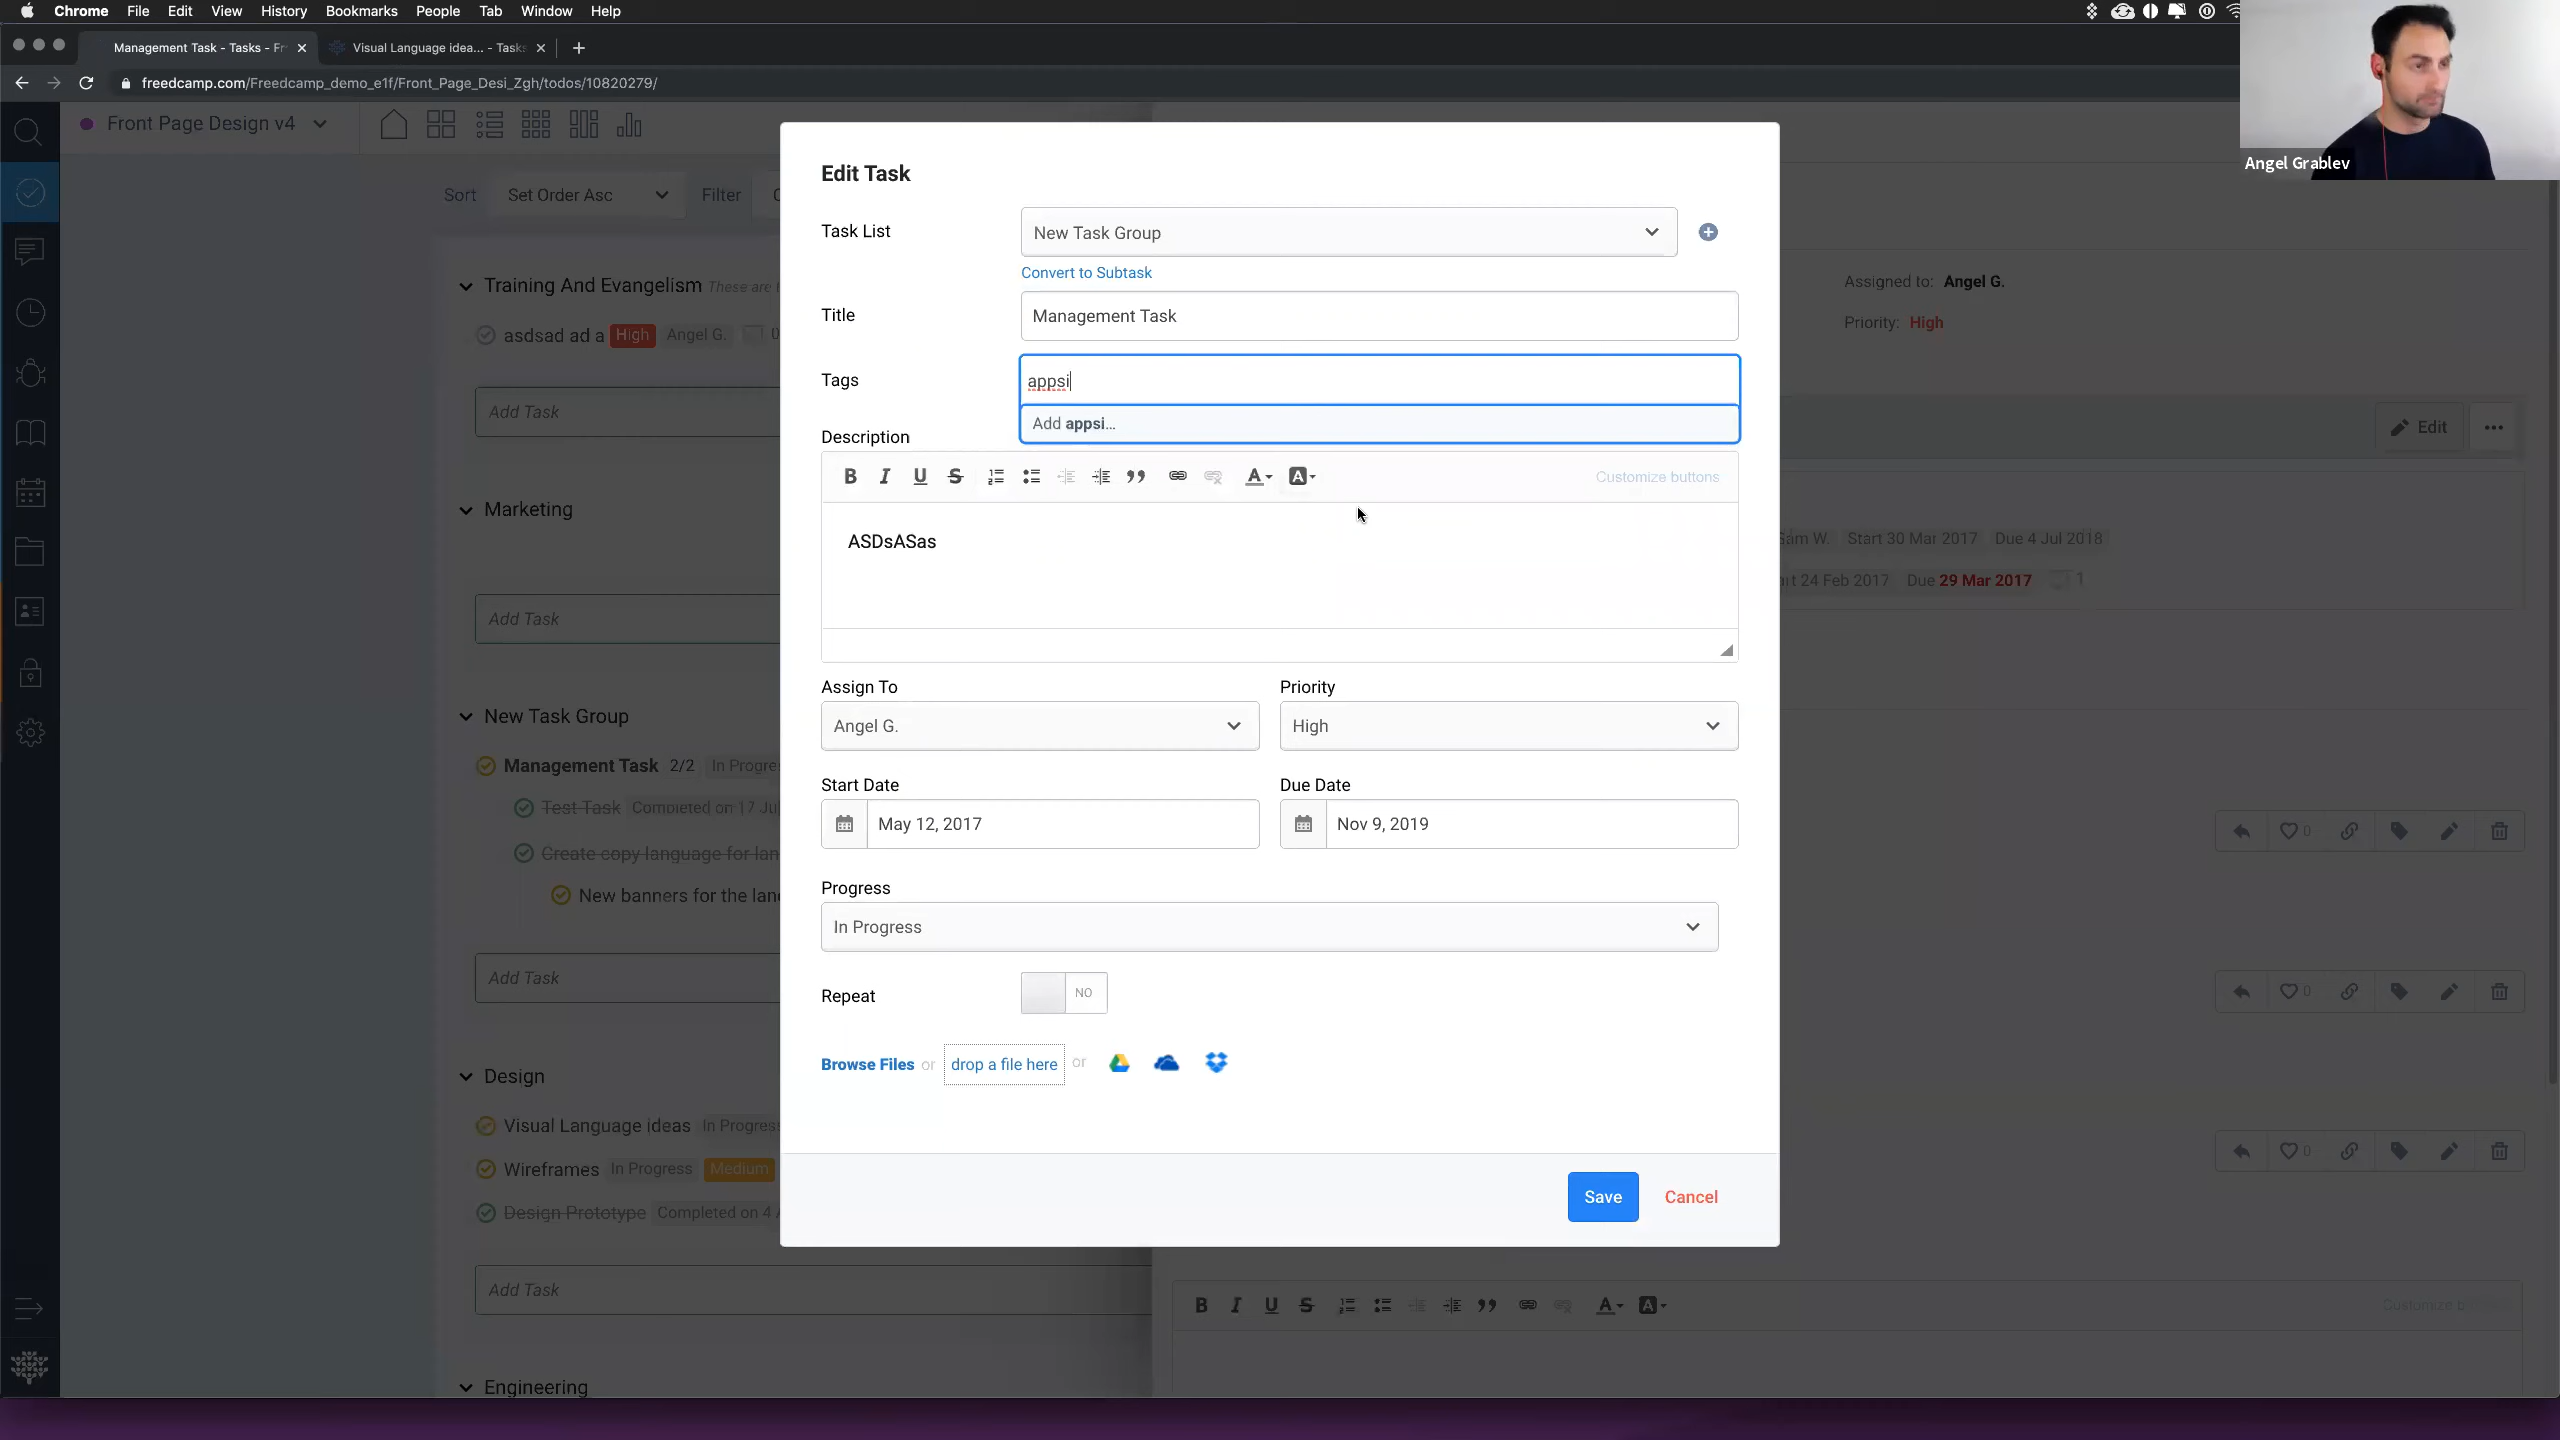 Chrome File Edit View History Bookmarks People Tab Window Help
Management Task - Tasks - Fr
Visual Language idea... - Tasks
freedcamp.com/Freedcamp_demo_e1f/Front_Page_Desi_Zgh/todos/10820279/
Angel Grablev
Front Page Design v4
Sort Set Order Asc Filter
Training And Evangelism These are
asdsad ad a High Angel G.
Add Task
Marketing
Add Task
New Task Group
Management Task 2/2 In Progre
Test Task Completed on 17 Jul
Create copy language for lan
New banners for the lan
Add Task
Design
Visual Language ideas In Progress
Wireframes In Progress Medium
Design Prototype Completed on 4
Add Task
Engineering
Edit Task
Task List New Task Group
Convert to Subtask
Title Management Task
Tags appsi
Add appsi...
Description
B I U S A A Customize buttons
ASDsASas
Assign To Priority
Angel G. High
Start Date Due Date
May 12, 2017 Nov 9, 2019
Progress
In Progress
Repeat NO
Browse Files or drop a file here or
Save Cancel
Assigned to: Angel G.
Priority: High
Edit
Sam W. Start 30 Mar 2017 Due 4 Jul 2018
24 Feb 2017 Due 29 Mar 2017 1
0
0
0
B I U S A A Customize